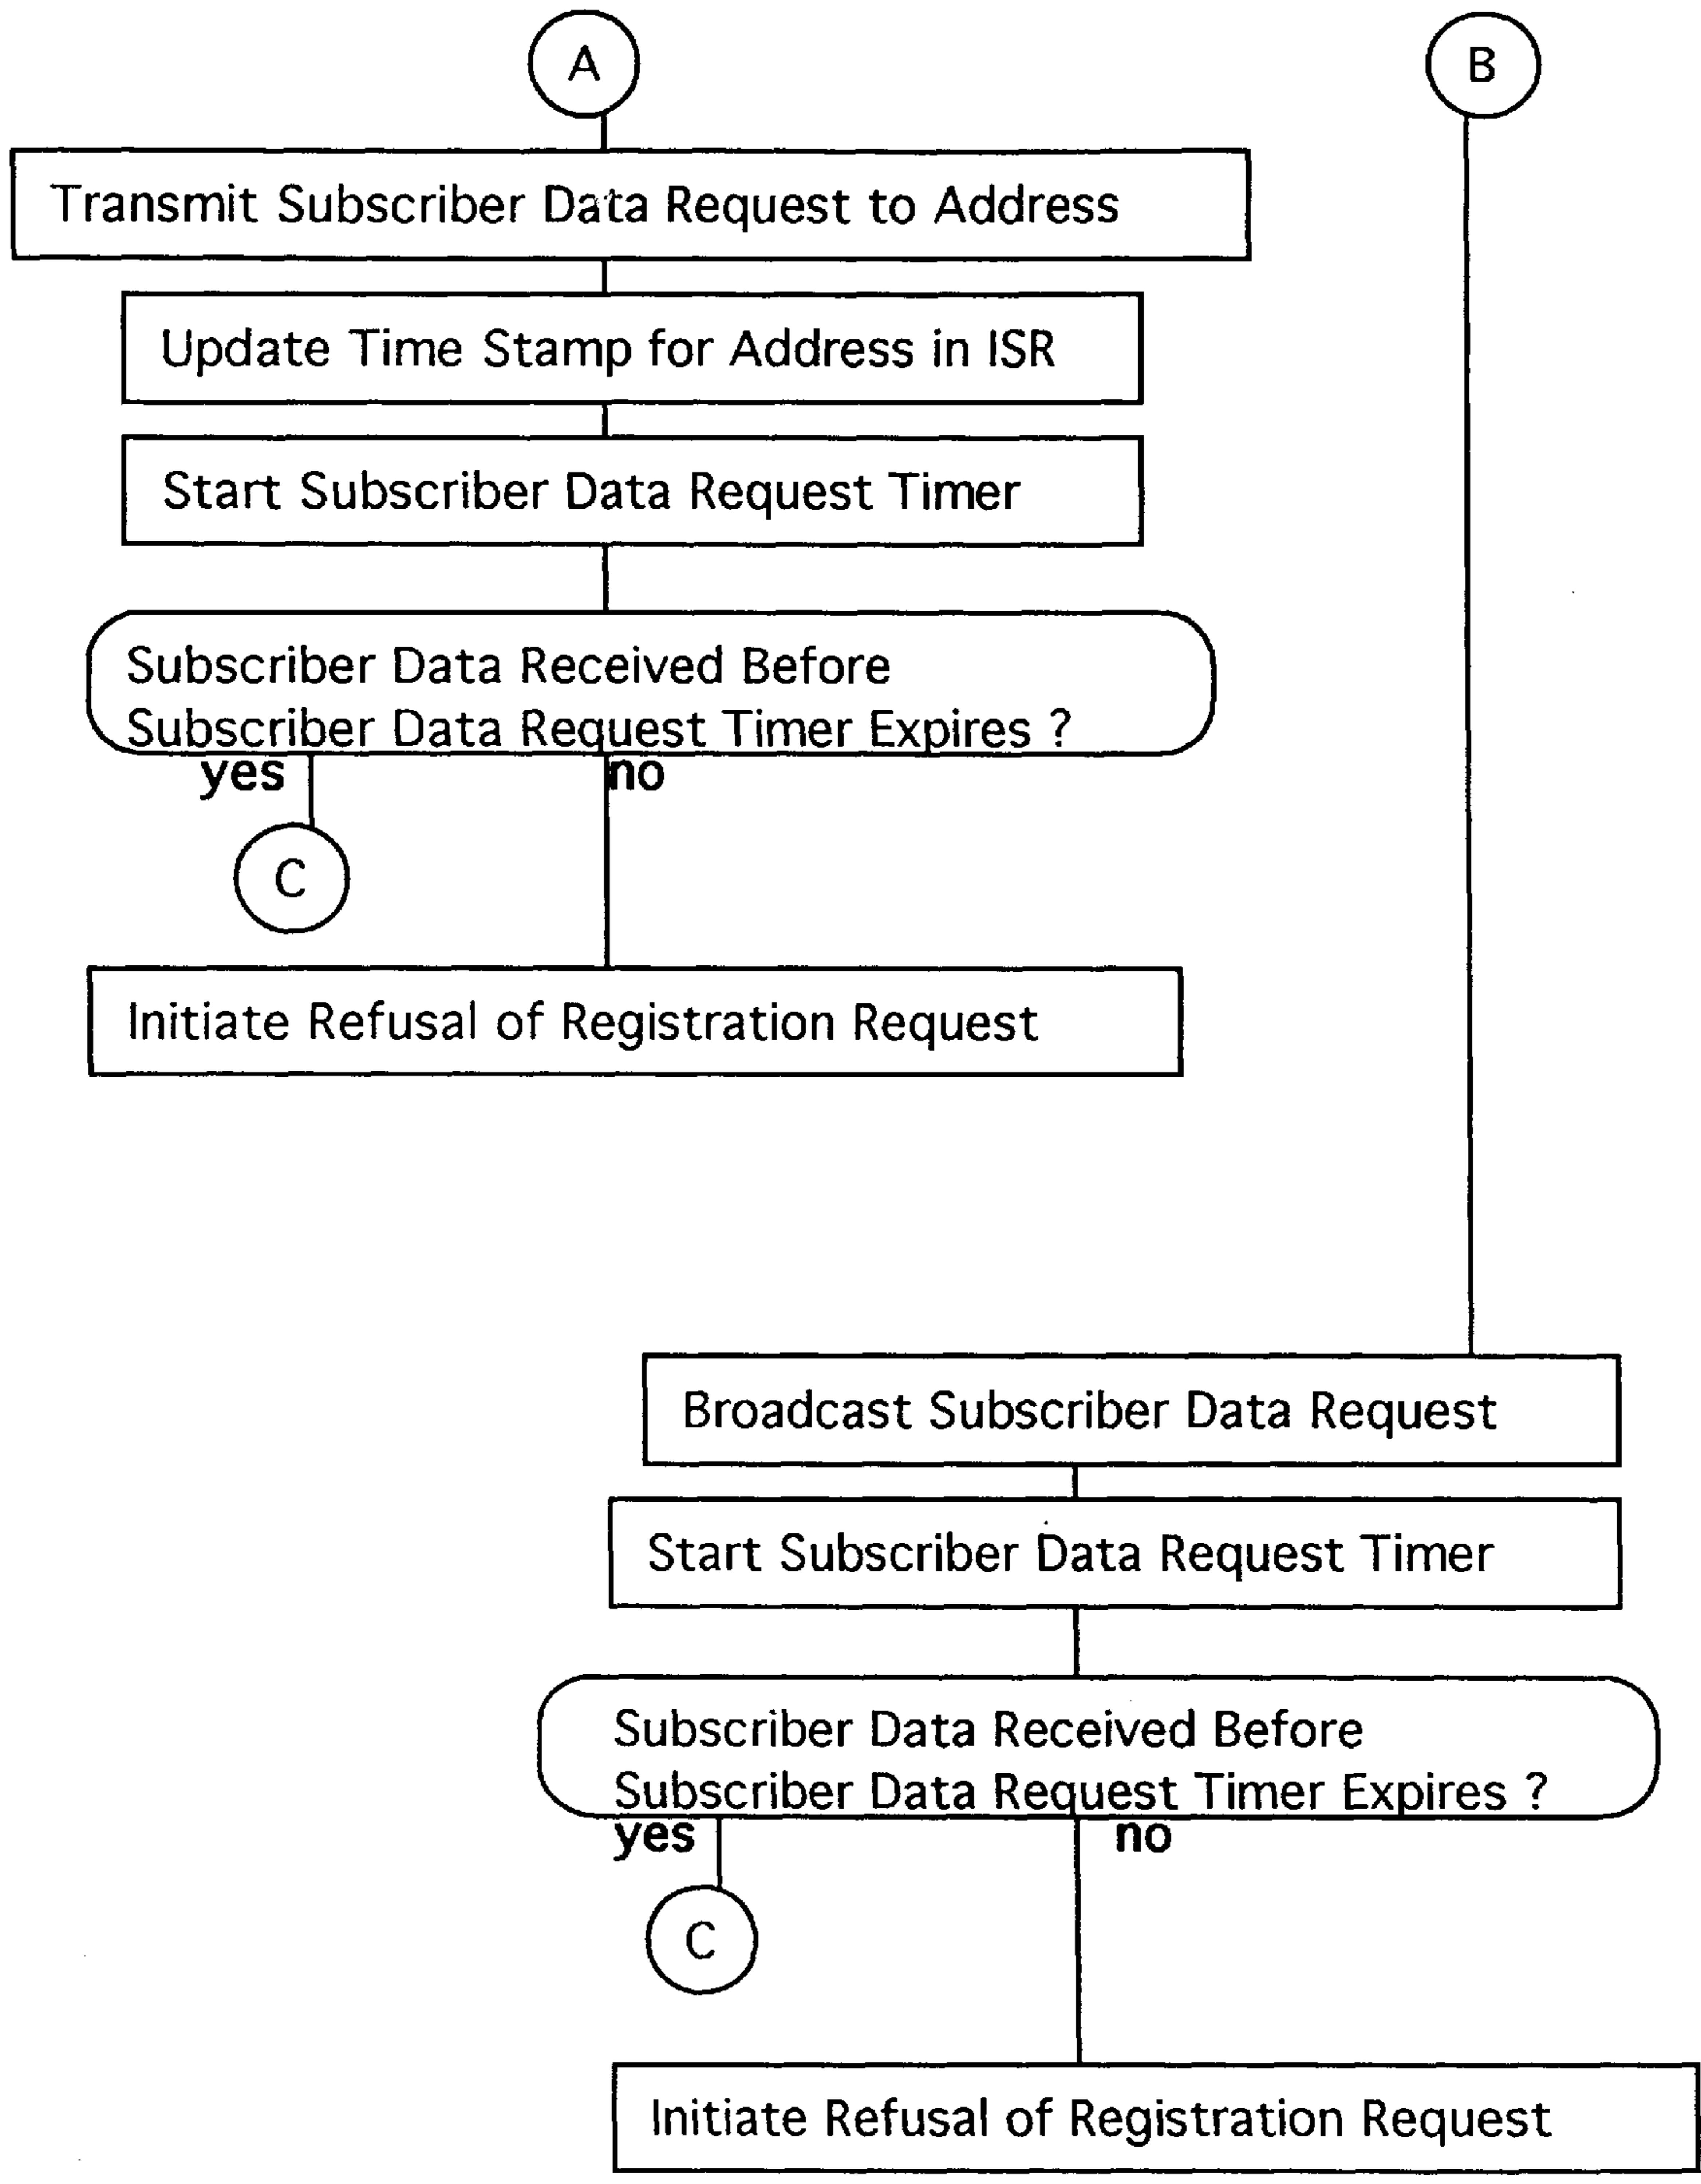 A
B
Transmit Subscriber Data Request to Address
Update Time Stamp for Address in ISR
Start Subscriber Data Request Timer
Subscriber Data Received Before
Subscriber Data Request Timer Expires ?
yes
no
C
Initiate Refusal of Registration Request
Broadcast Subscriber Data Request
Start Subscriber Data Request Timer
Subscriber Data Received Before
Subscriber Data Request Timer Expires ?
yes
no
C
Initiate Refusal of Registration Request